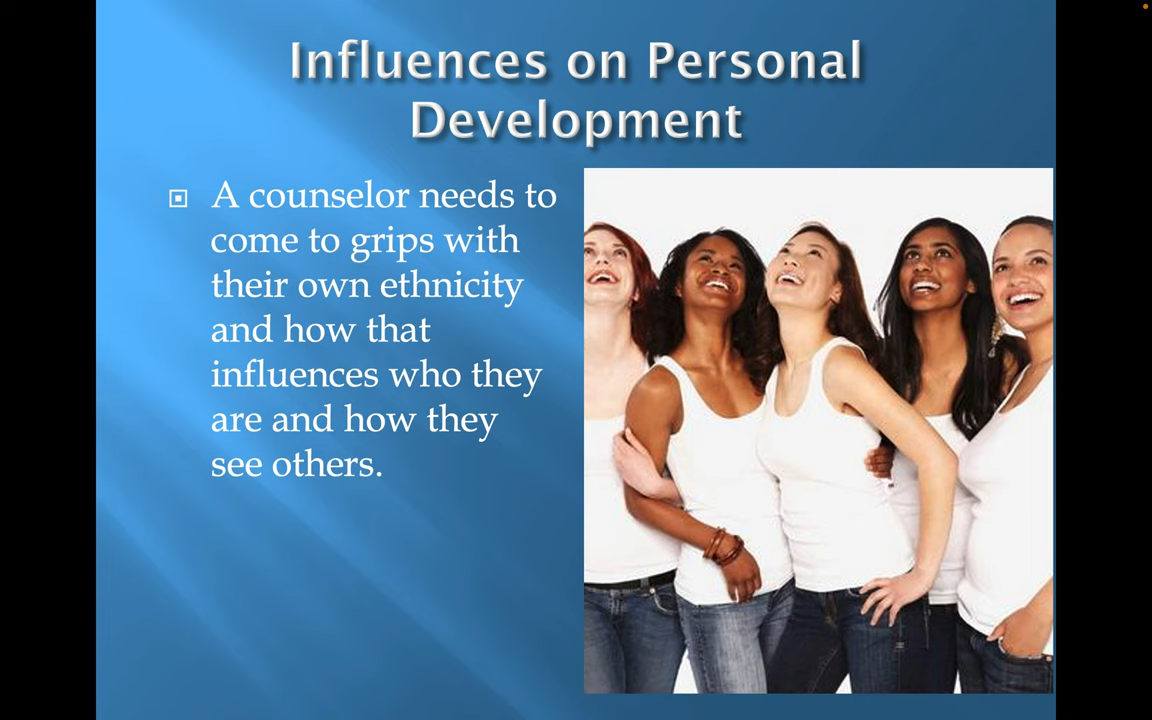 Influences on Personal
Development
A counselor needs to
come to grips with
their own ethnicity
and how that
influences who they
are and how they
see others.